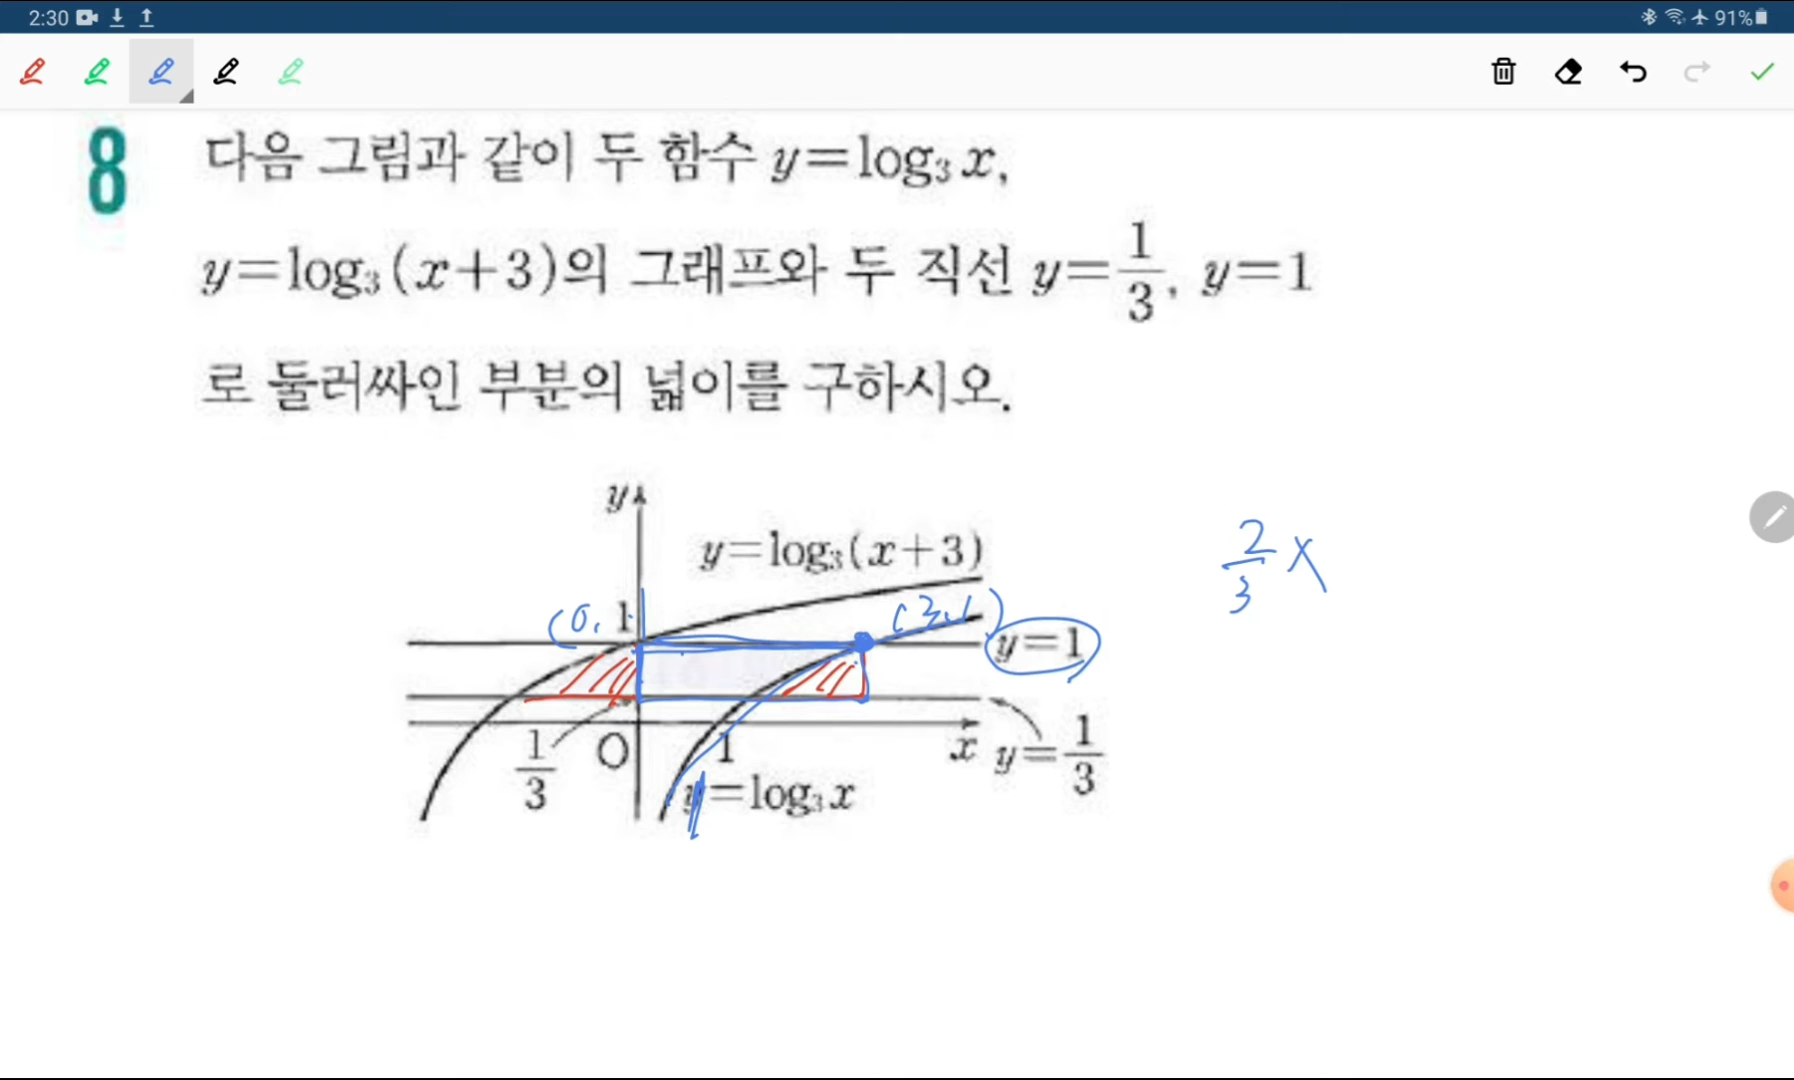 2:30
91%
8
다음 그림과 같이 두 함수 y=log₃ x,
y=log₃(x+3)의 그래프와 두 직선 y=1/3, y=1
로 둘러싸인 부분의 넓이를 구하시오.
y
y=log₃(x+3)
(0, 1
(3,1)
y=1
2/3 ×
1/3
O
1
x
y=1/3
y=log₃x